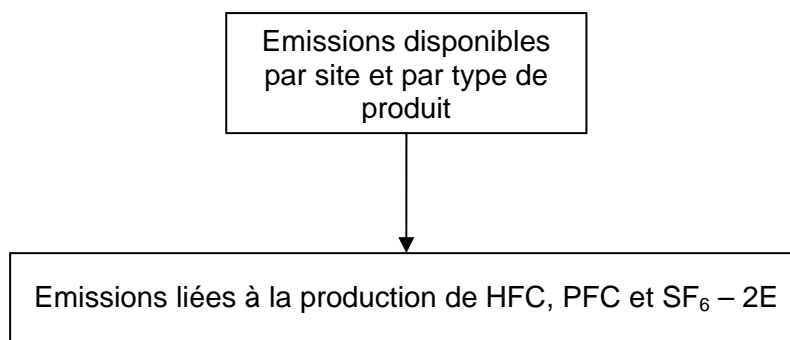 Emissions disponibles
par site et par type de
produit
Emissions liées à la production de HFC, PFC et SF₆ – 2E